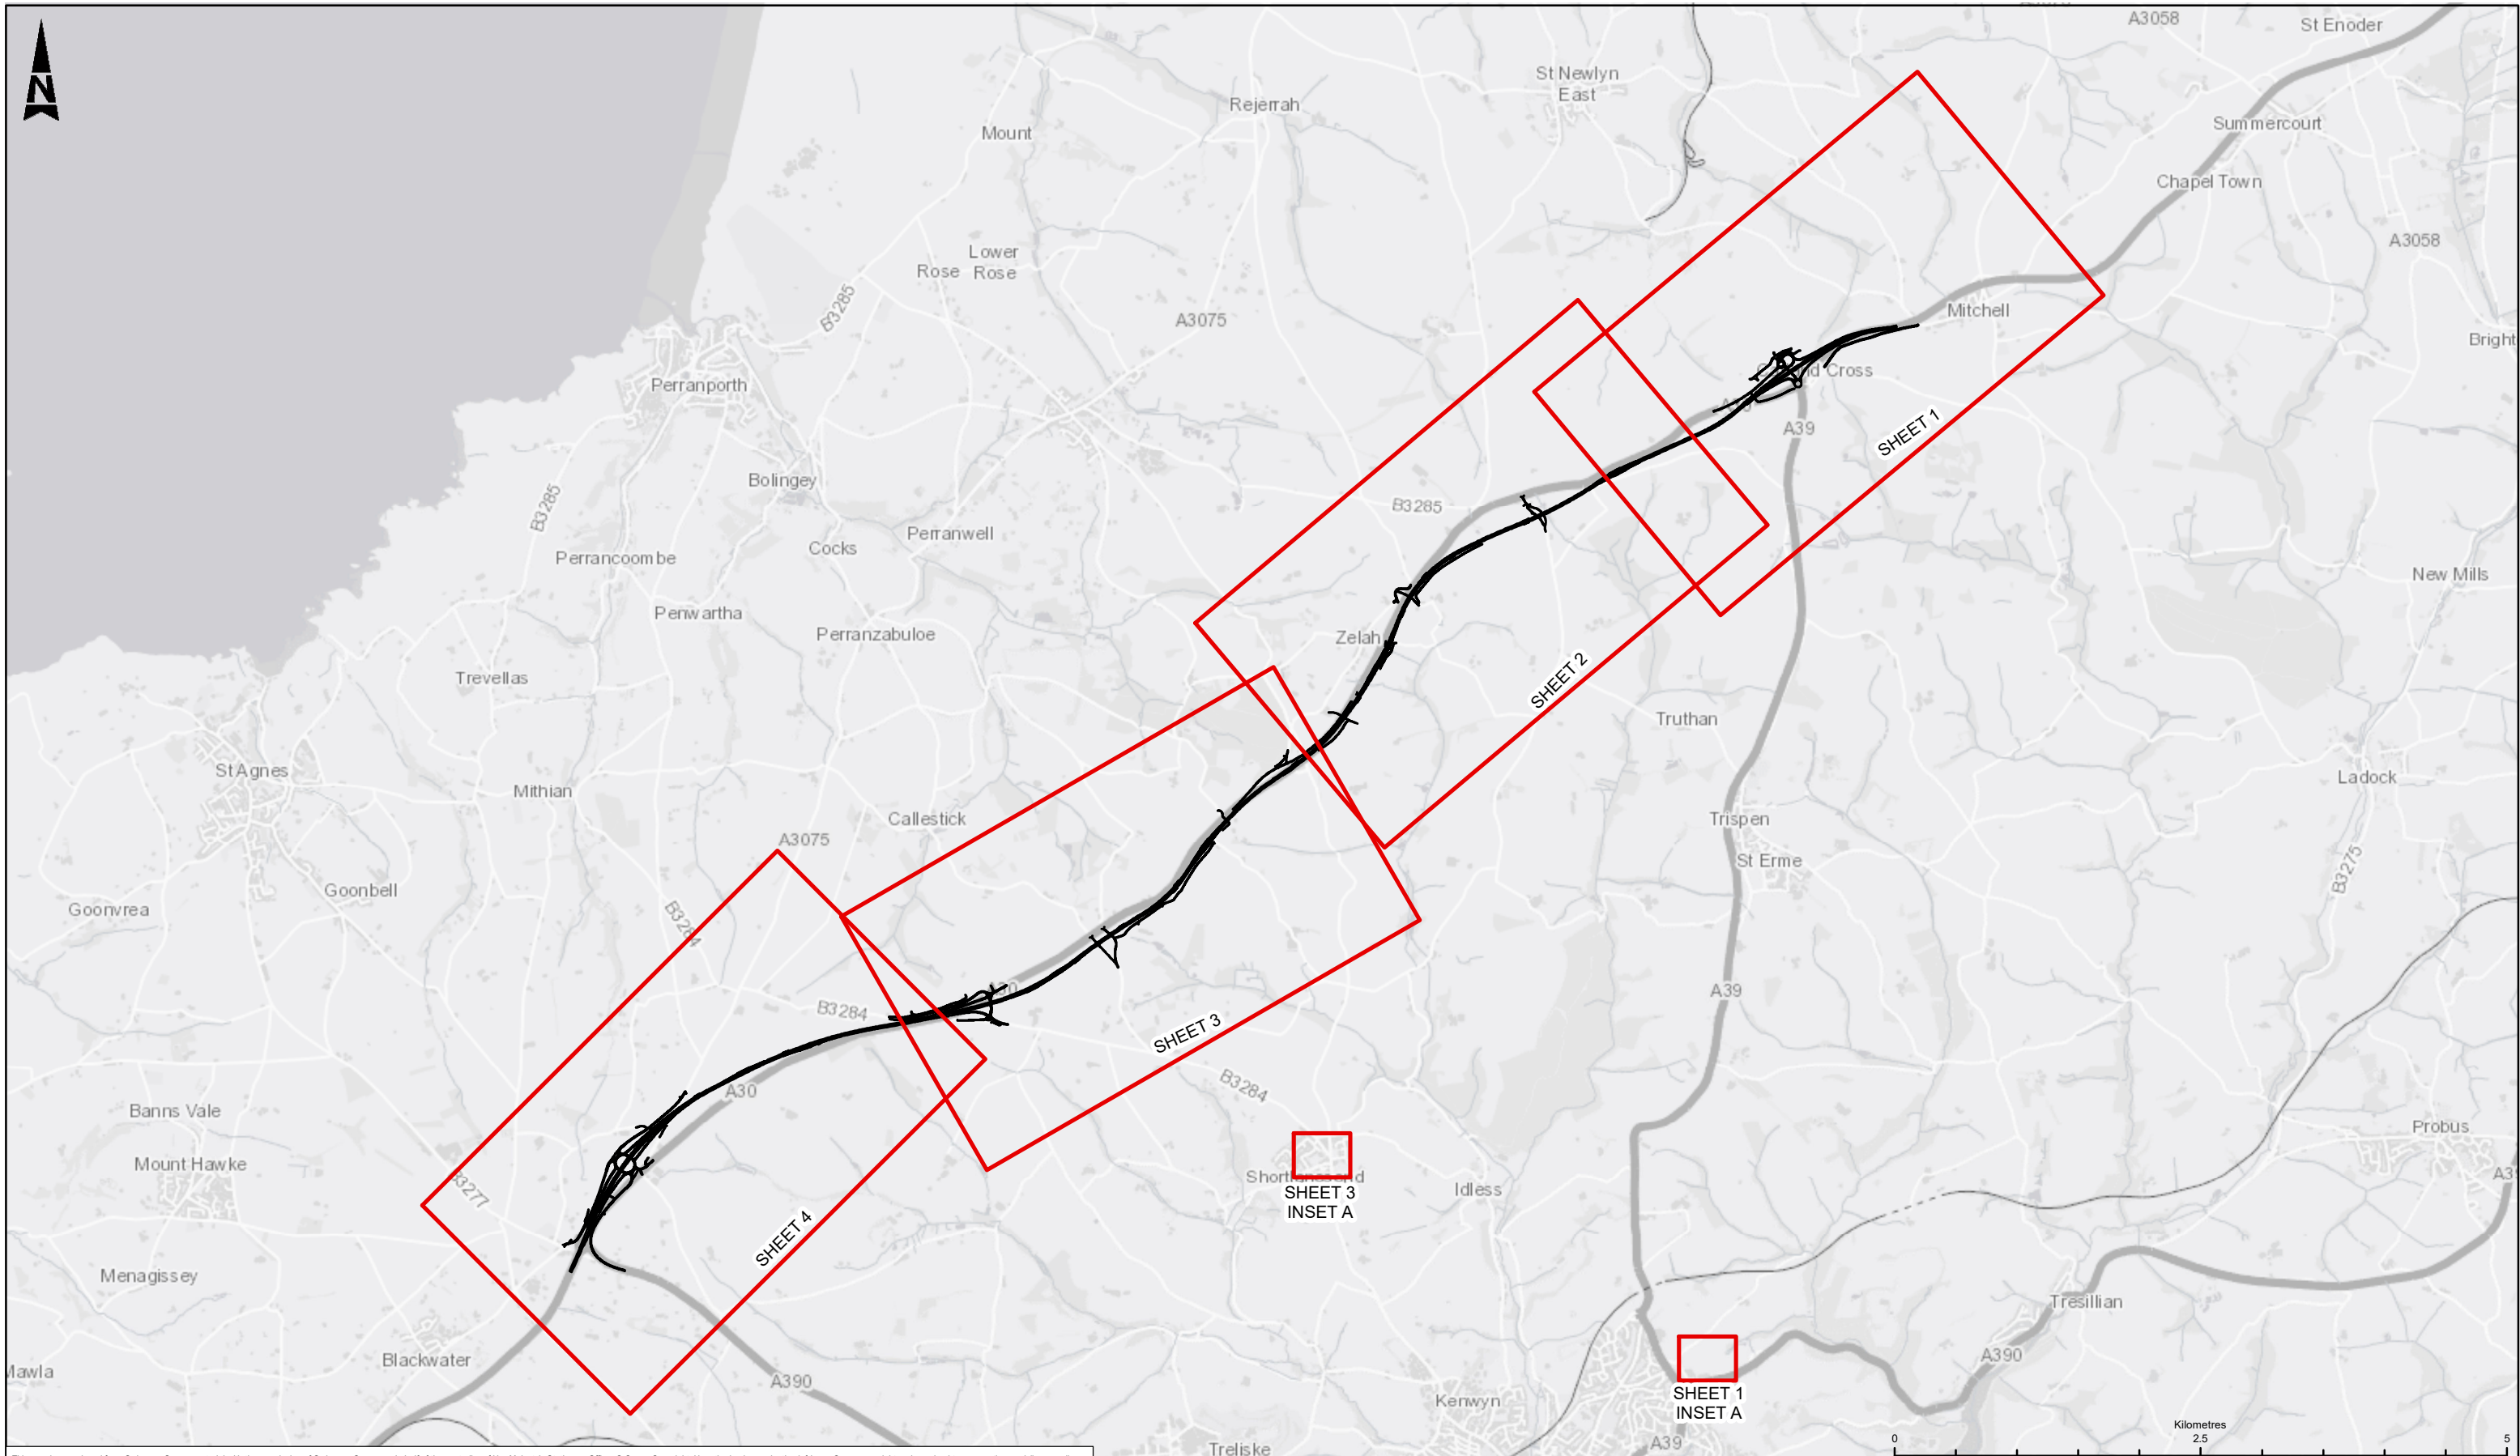 N
A3058
St Enoder
St Newlyn
East
Rejerrah
Mount
Summercourt
Chapel Town
A3058
Lower
Rose
Rose
B3285
A3075
Mitchell
Bright
Perranporth
Cross
A39
SHEET 1
Bolingey
B3285
B3285
Perranwell
Cocks
Perrancoombe
New Mills
Penwartha
Perranzabuloe
Zelah
SHEET 2
Trevellas
Truthan
St Agnes
Mithian
Ladock
Callestick
Trispen
A3075
St Erme
B3275
Goonbell
Goonvrea
B3284
A39
B3284
SHEET 3
B3284
A30
Banns Vale
Probus
Mount Hawke
Idless
SHEET 3
INSET A
SHEET 4
Menagissey
Tresillian
Blackwater
A390
A390
SHEET 1
INSET A
Kenwyn
Kilometres
0 2.5 5
A39
Treliske